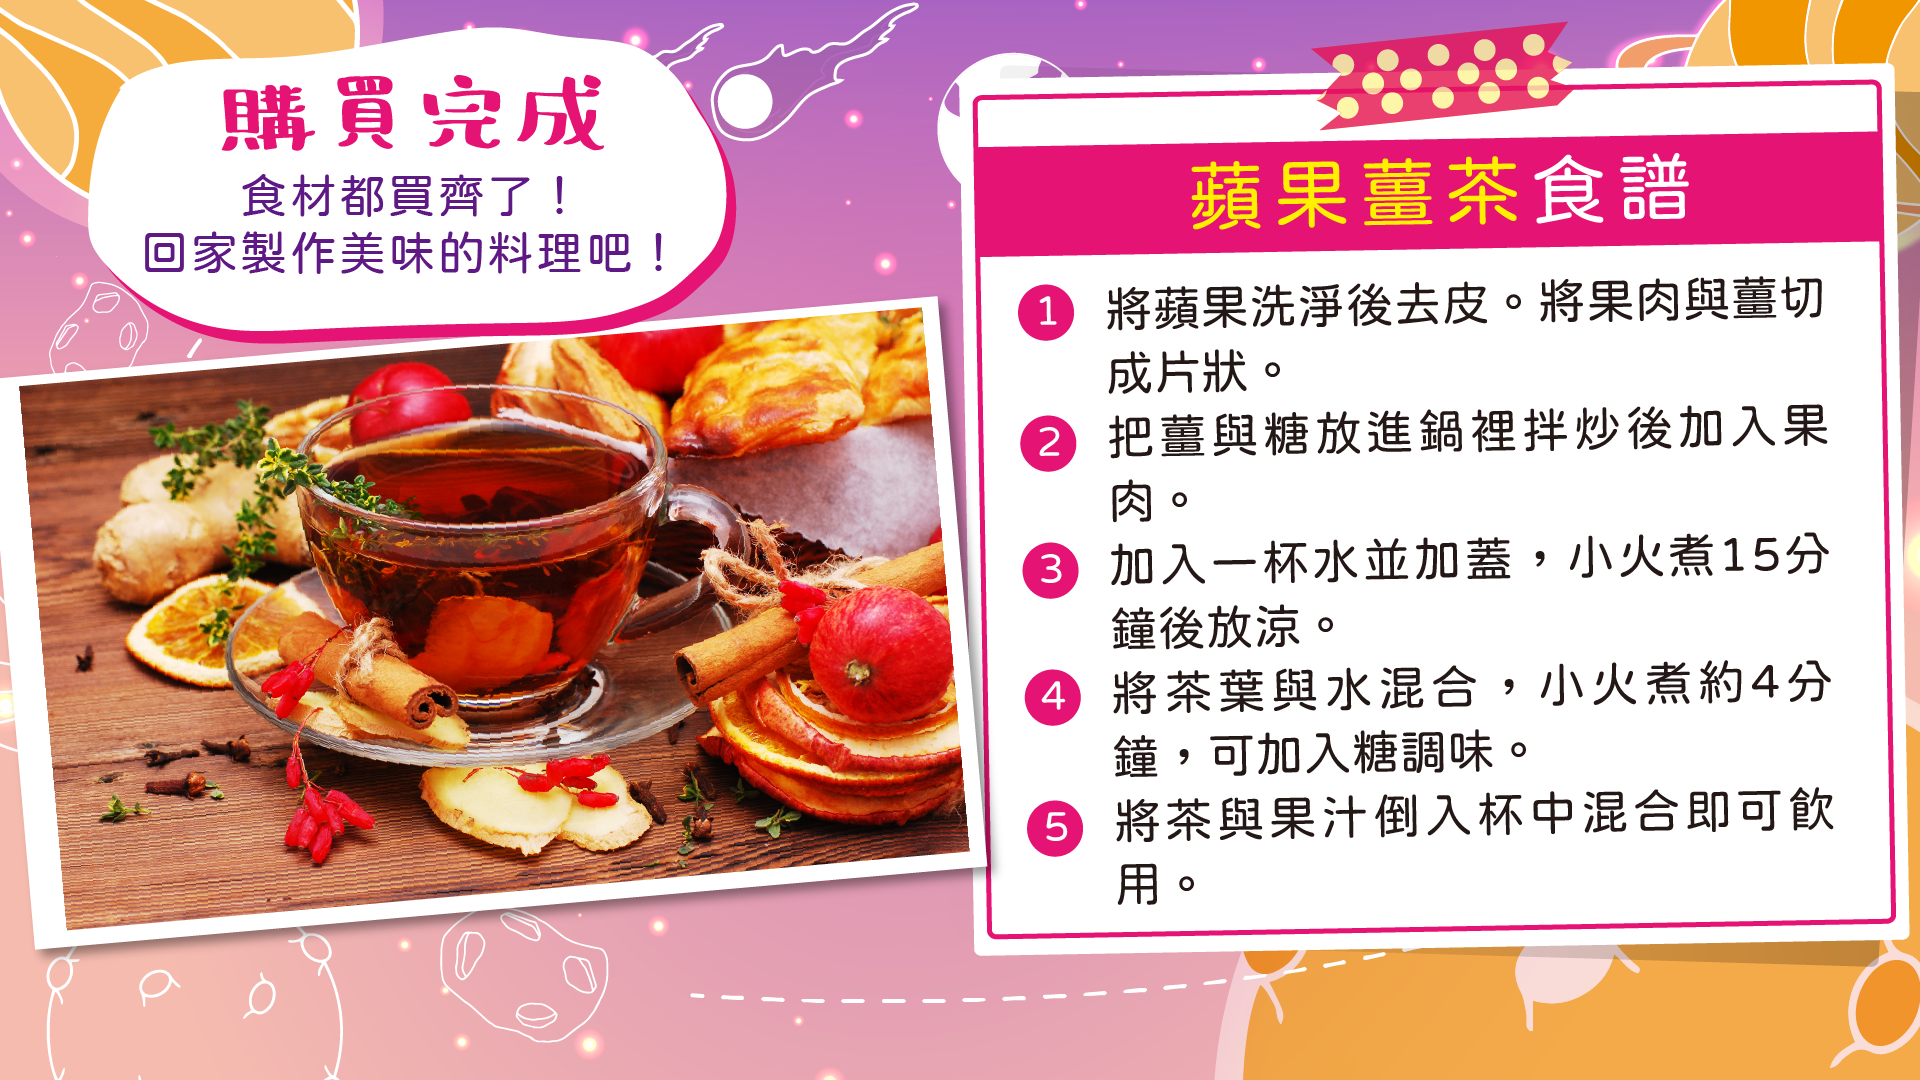 購買完成
食材都買齊了！
回家製作美味的料理吧！
蘋果薑茶食譜
1 將蘋果洗淨後去皮。將果肉與薑切
成片狀。
2 把薑與糖放進鍋裡拌炒後加入果
肉。
3 加入一杯水並加蓋，小火煮15分
鐘後放涼。
4 將茶葉與水混合，小火煮約4分
鐘，可加入糖調味。
5 將茶與果汁倒入杯中混合即可飲
用。